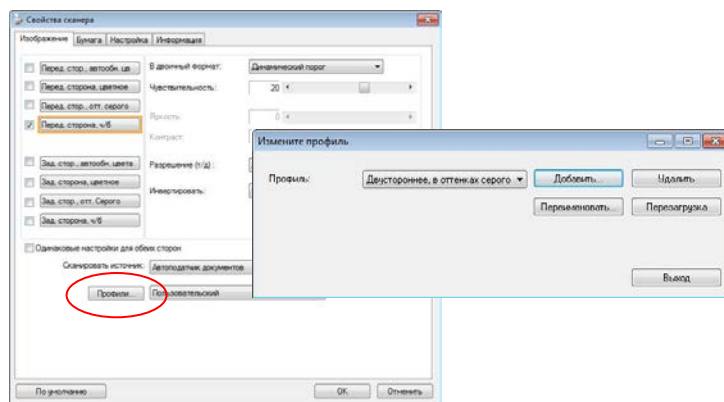 Свойства сканера
Изображение Бумага Настройка Информация
Перед. стор., автообн. цв
В двоичный формат: Динамический порог
Перед. сторона, цветное
Чувствительность: 20
Перед. стор., отт. серого
Яркость: 0
Перед. сторона, ч/б
Контраст:
Зад. стор., автообн. цвета
Разрешение (т/д) :
Зад. сторона, цветное
Инвертировать:
Зад. стор., отт. Серого
Зад. сторона, ч/б
Одинаковые настройки для обеих сторон
Сканировать источник: Автоподатчик документов
Профили... Пользовательский
По умолчанию OK Отменить
Измените профиль
Профиль: Двустороннее, в оттенках серого Добавить... Удалить
Переименовать... Перезагрузка
Выход